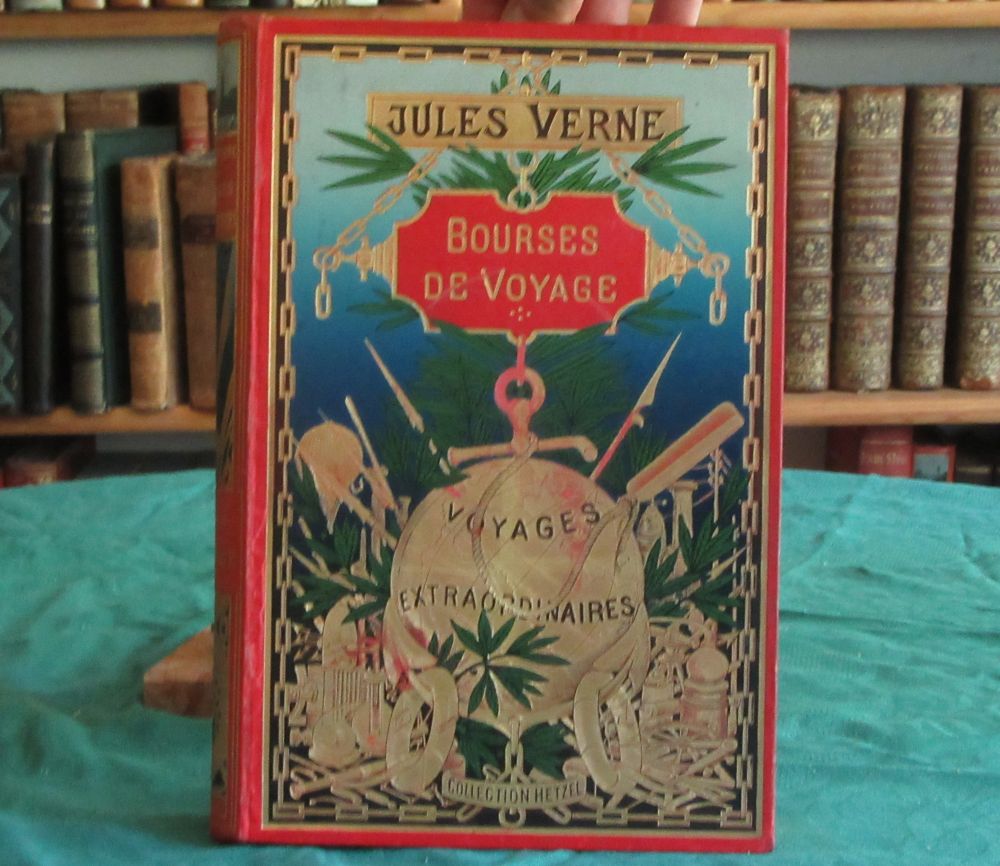 JULES VERNE
BOURSES
DE VOYAGE
VOYAGES
EXTRAORDINAIRES
COLLECTION HETZEL